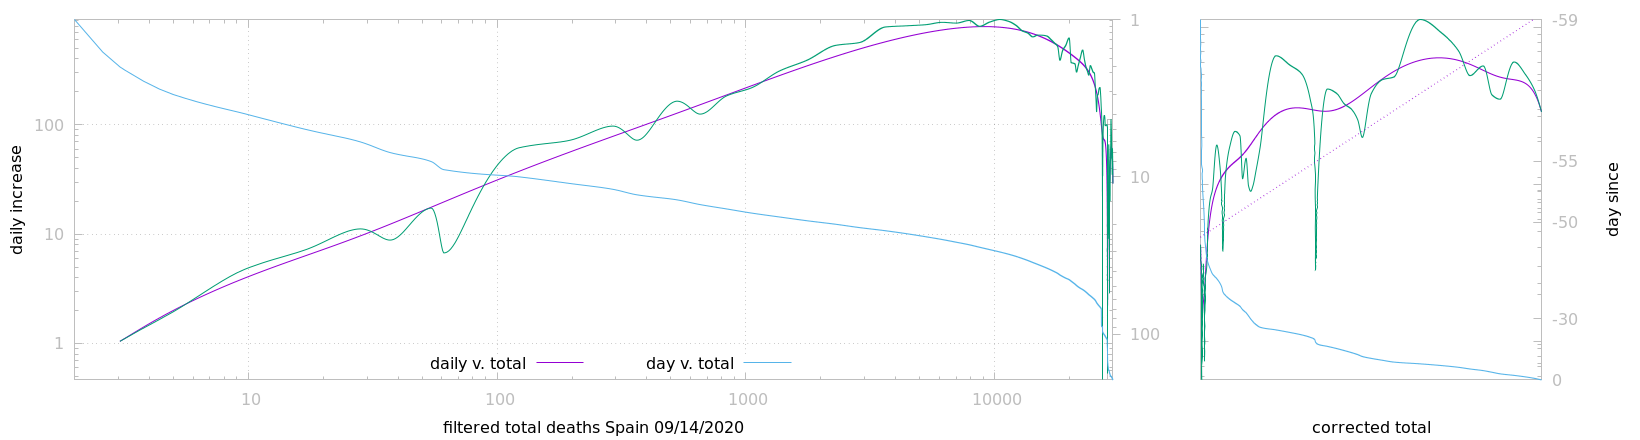 daily increase
100
10
1
10
100
1000
10000
filtered total deaths Spain 09/14/2020
daily v. total
day v. total
1
10
100
-59
-55
-50
-30
0
day since
corrected total